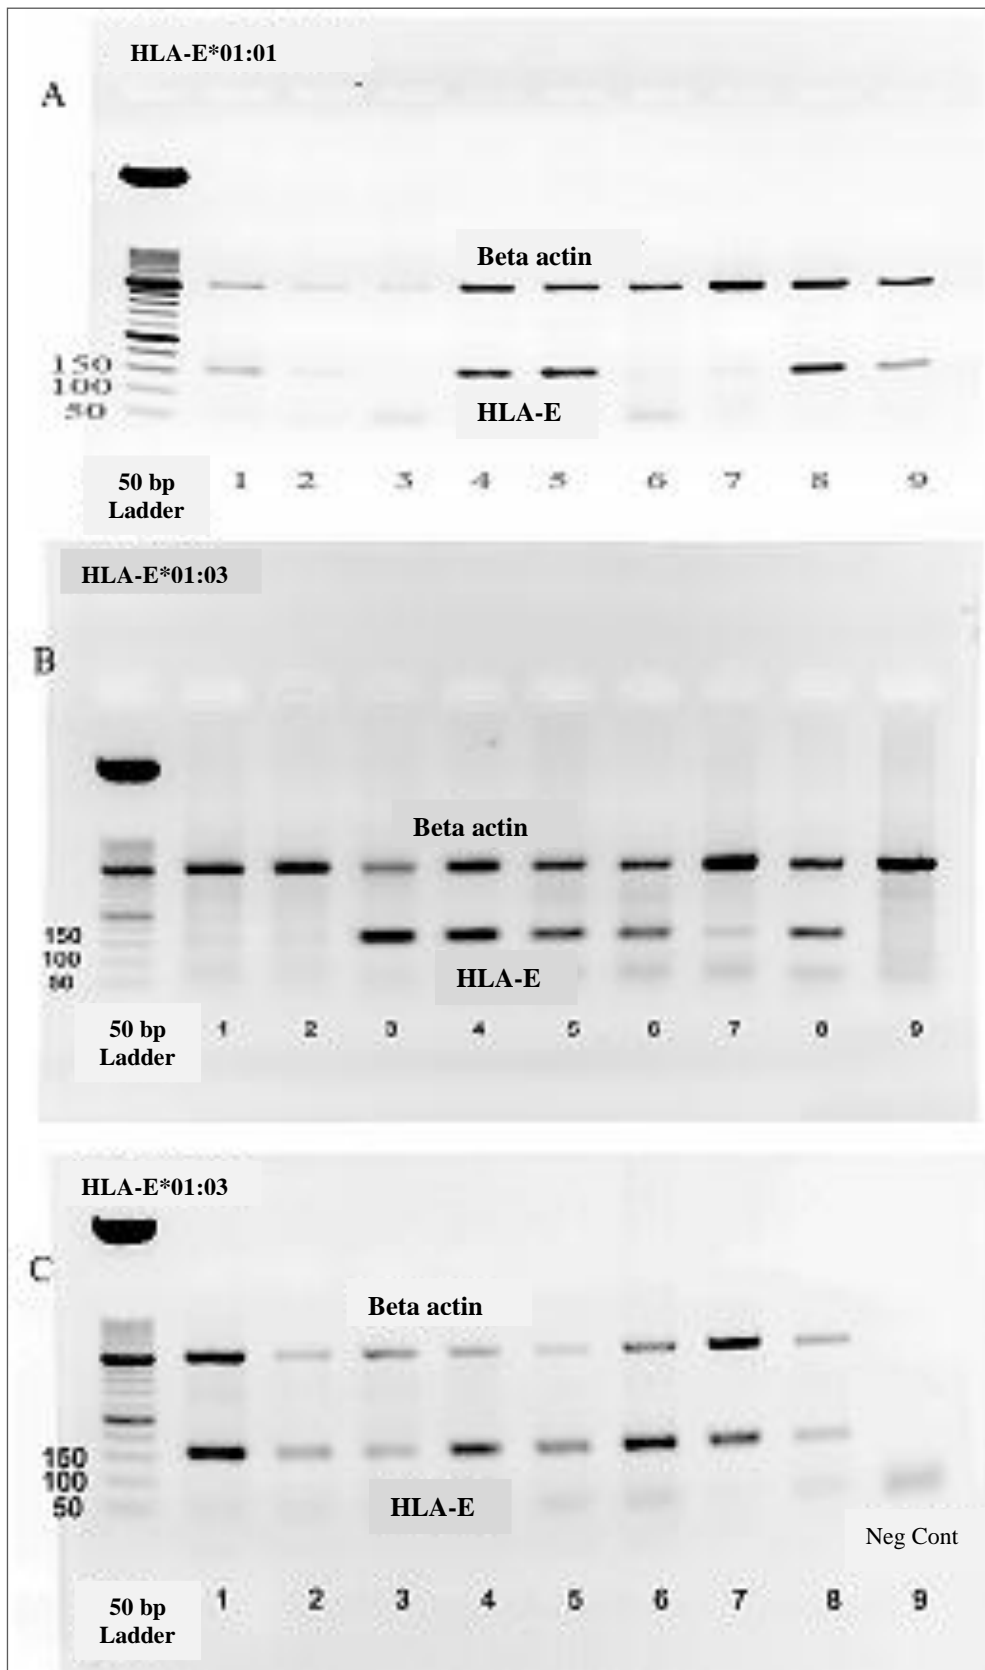 HLA-E*01:01
A
Beta actin
150
100
50
HLA-E
50 bp
Ladder
1 2 3 4 5 6 7 8 9
HLA-E*01:03
B
Beta actin
150
100
50
HLA-E
50 bp
Ladder
1 2 3 4 5 6 7 8 9
HLA-E*01:03
C
Beta actin
150
100
50
HLA-E
Neg Cont
50 bp
Ladder
1 2 3 4 5 6 7 8 9